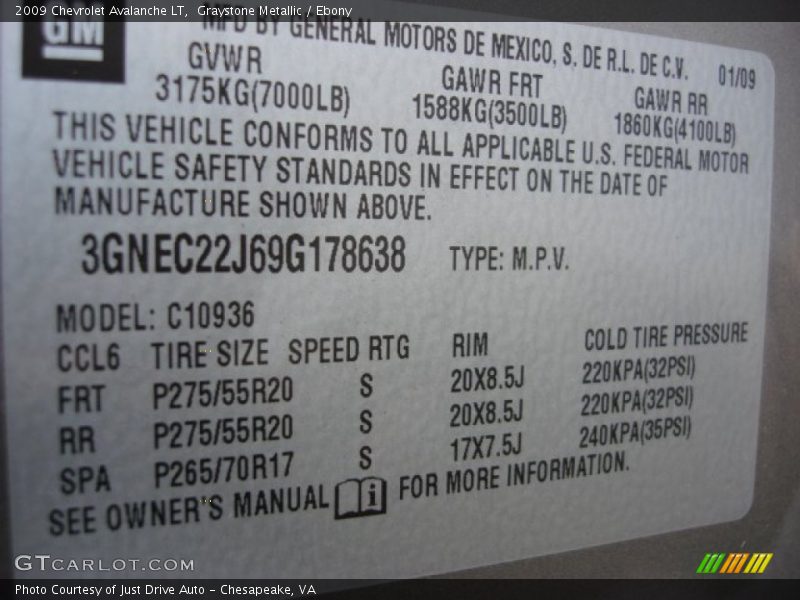 2009 Chevrolet Avalanche LT, Graystone Metallic / Ebony
GM
MFD BY GENERAL MOTORS DE MEXICO, S. DE R.L. DE C.V. 01/09
GVWR GAWR FRT GAWR RR
3175KG(7000LB) 1588KG(3500LB) 1860KG(4100LB)
THIS VEHICLE CONFORMS TO ALL APPLICABLE U.S. FEDERAL MOTOR
VEHICLE SAFETY STANDARDS IN EFFECT ON THE DATE OF
MANUFACTURE SHOWN ABOVE.
3GNEC22J69G178638 TYPE: M.P.V.
MODEL: C10936
CCL6 TIRE SIZE SPEED RTG RIM COLD TIRE PRESSURE
FRT P275/55R20 S 20X8.5J 220KPA(32PSI)
RR P275/55R20 S 20X8.5J 220KPA(32PSI)
SPA P265/70R17 S 17X7.5J 240KPA(35PSI)
SEE OWNER'S MANUAL i FOR MORE INFORMATION.
GTCARLOT.COM
Photo Courtesy of Just Drive Auto - Chesapeake, VA